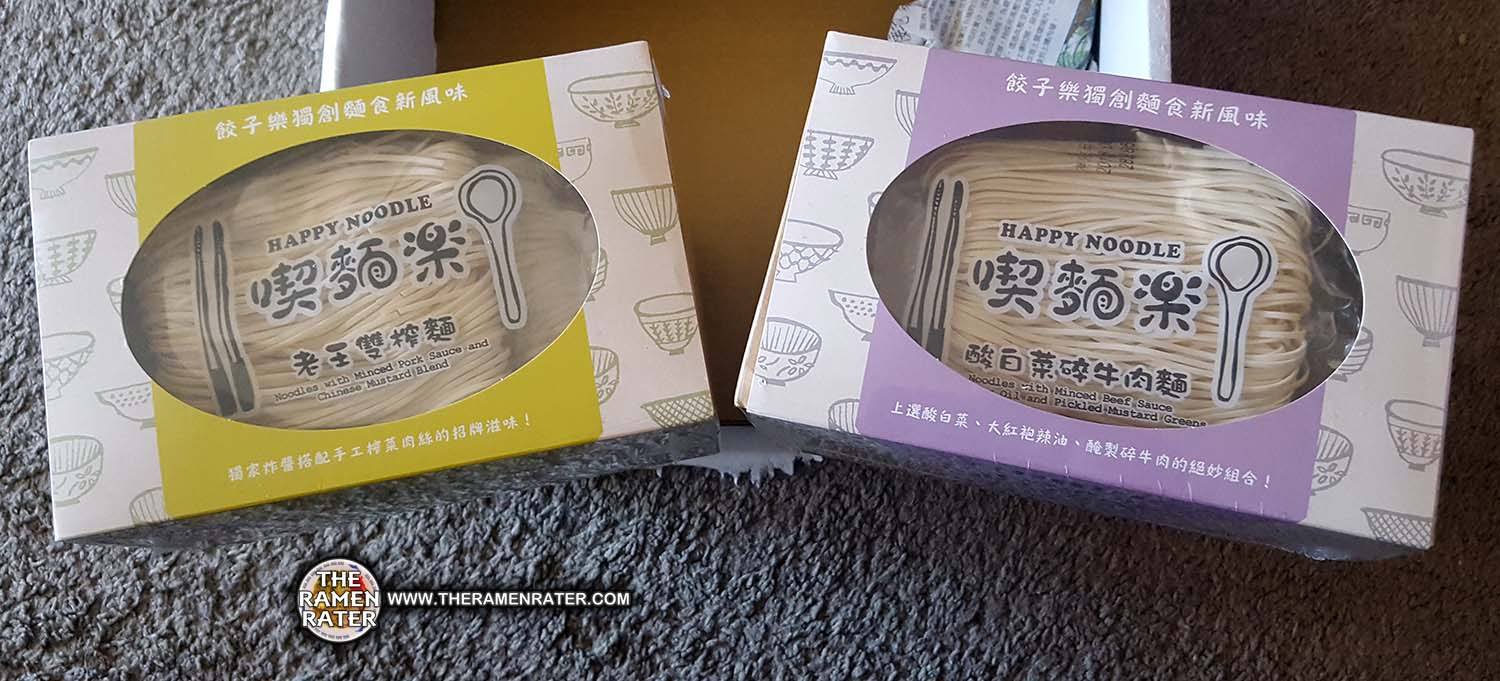 餃子樂獨創麵食新風味
HAPPY NOODLE
喫麵楽
老王雙榨麵
Noodles with Minced Pork Sauce and
Chinese Mustard Blend
獨家炸醬搭配手工榨菜肉絲的招牌滋味！
餃子樂獨創麵食新風味
HAPPY NOODLE
喫麵楽
酸白菜碎牛肉麵
Noodles with Minced Beef Sauce
Oil and Pickled Mustard Greens
上選酸白菜、大紅袍辣油、醃製碎牛肉的絕妙組合！
THE
RAMEN
RATER
WWW.THERAMENRATER.COM